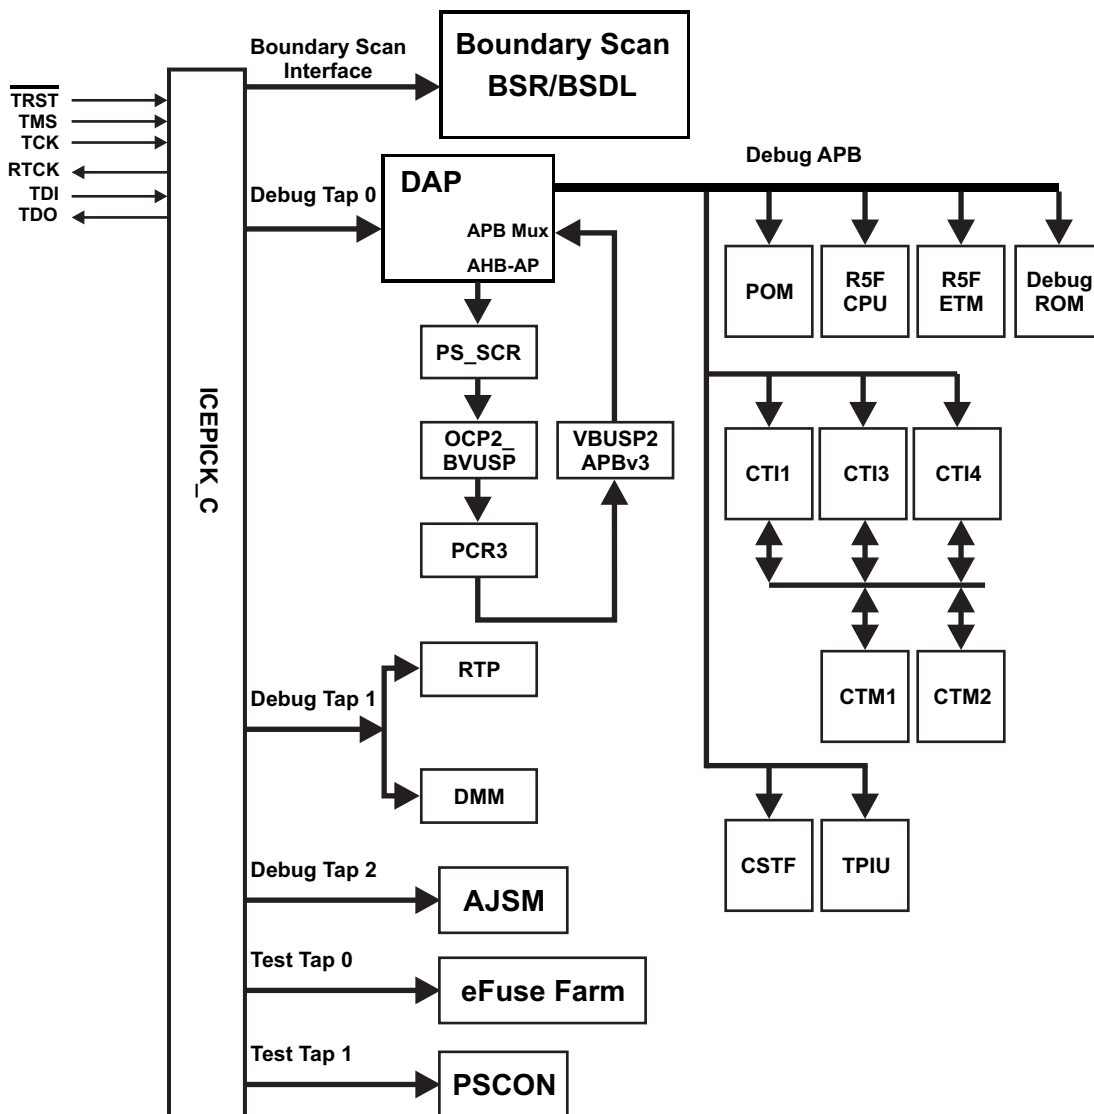 Boundary Scan
Interface
Boundary Scan
BSR/BSDL
TRST
TMS
TCK
RTCK
TDI
TDO
ICEPICK_C
Debug Tap 0
DAP
APB Mux
AHB-AP
Debug APB
POM
R5F
CPU
R5F
ETM
Debug
ROM
PS_SCR
OCP2_
BVUSP
VBUSP2
APBv3
PCR3
CTI1
CTI3
CTI4
CTM1
CTM2
Debug Tap 1
RTP
DMM
CSTF
TPIU
Debug Tap 2
AJSM
Test Tap 0
eFuse Farm
Test Tap 1
PSCON